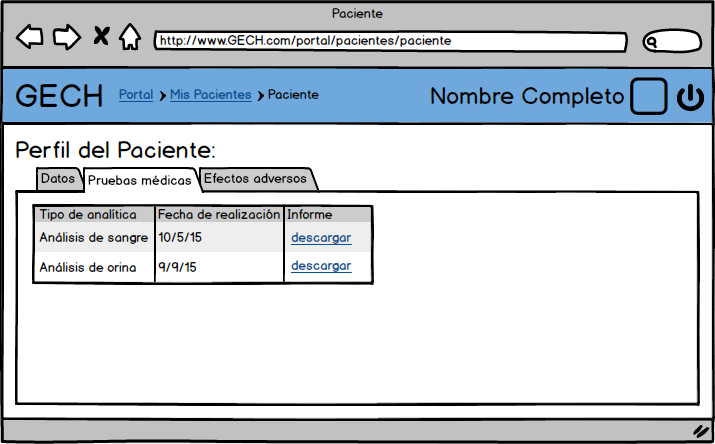 Paciente
http://www.GECH.com/portal/pacientes/paciente
GECH Portal Mis Pacientes Paciente Nombre Completo
Perfil del Paciente:
Datos Pruebas médicas Efectos adversos
Tipo de analítica Fecha de realización Informe
Análisis de sangre 10/5/15 descargar
Análisis de orina 9/9/15 descargar